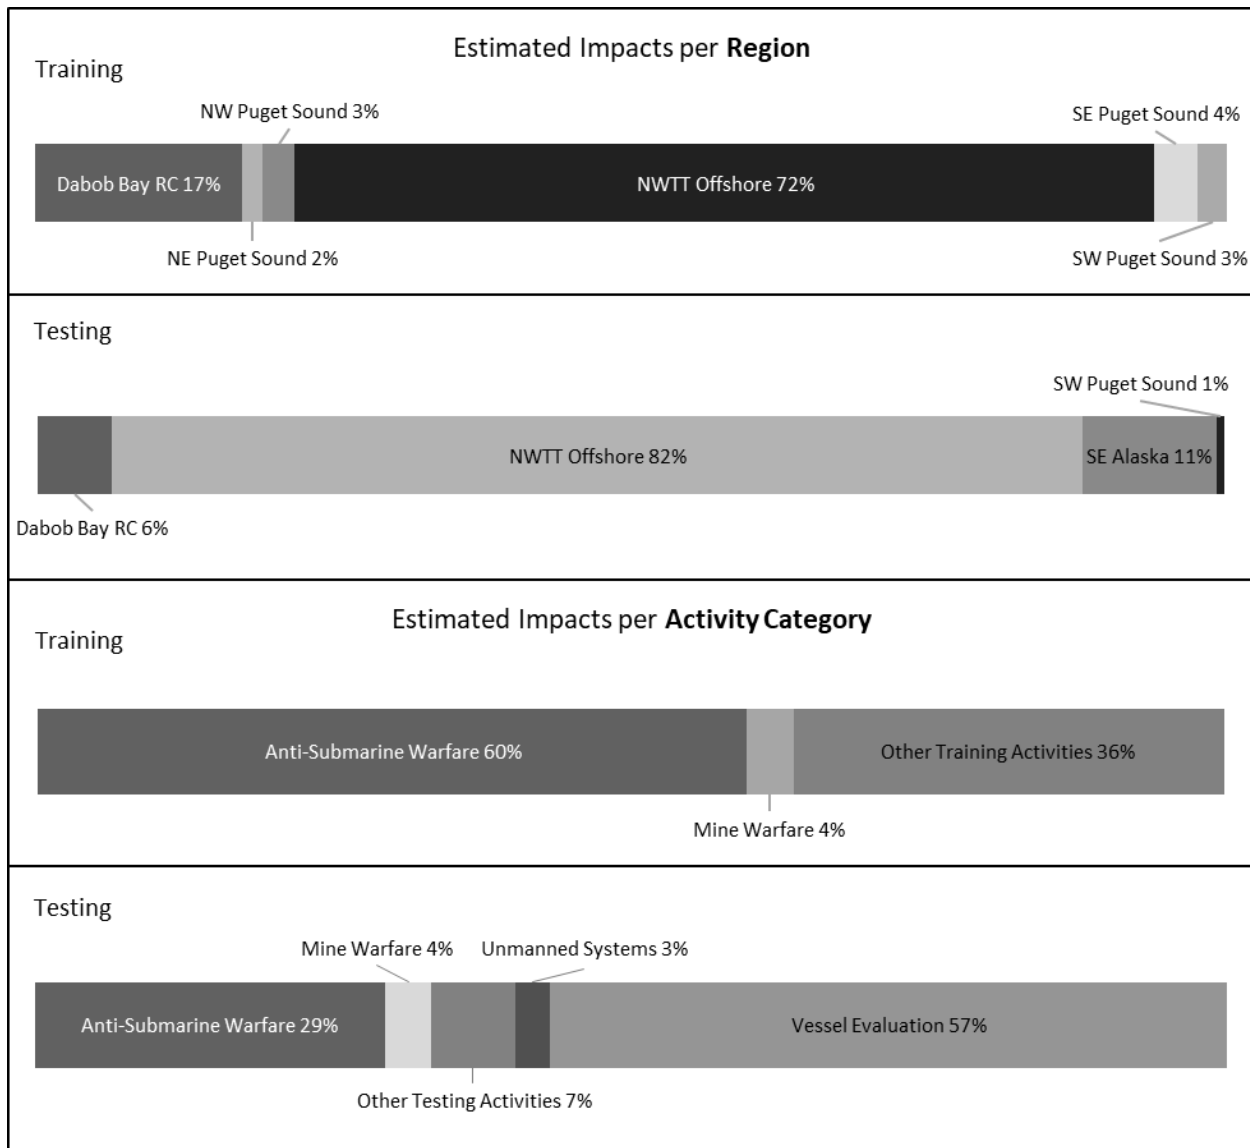 Estimated Impacts per Region
Training
NW Puget Sound 3%
SE Puget Sound 4%
Dabob Bay RC 17%
NWTT Offshore 72%
NE Puget Sound 2%
SW Puget Sound 3%
Testing
SW Puget Sound 1%
NWTT Offshore 82%
SE Alaska 11%
Dabob Bay RC 6%
Estimated Impacts per Activity Category
Training
Anti-Submarine Warfare 60%
Other Training Activities 36%
Mine Warfare 4%
Testing
Mine Warfare 4%
Unmanned Systems 3%
Anti-Submarine Warfare 29%
Vessel Evaluation 57%
Other Testing Activities 7%